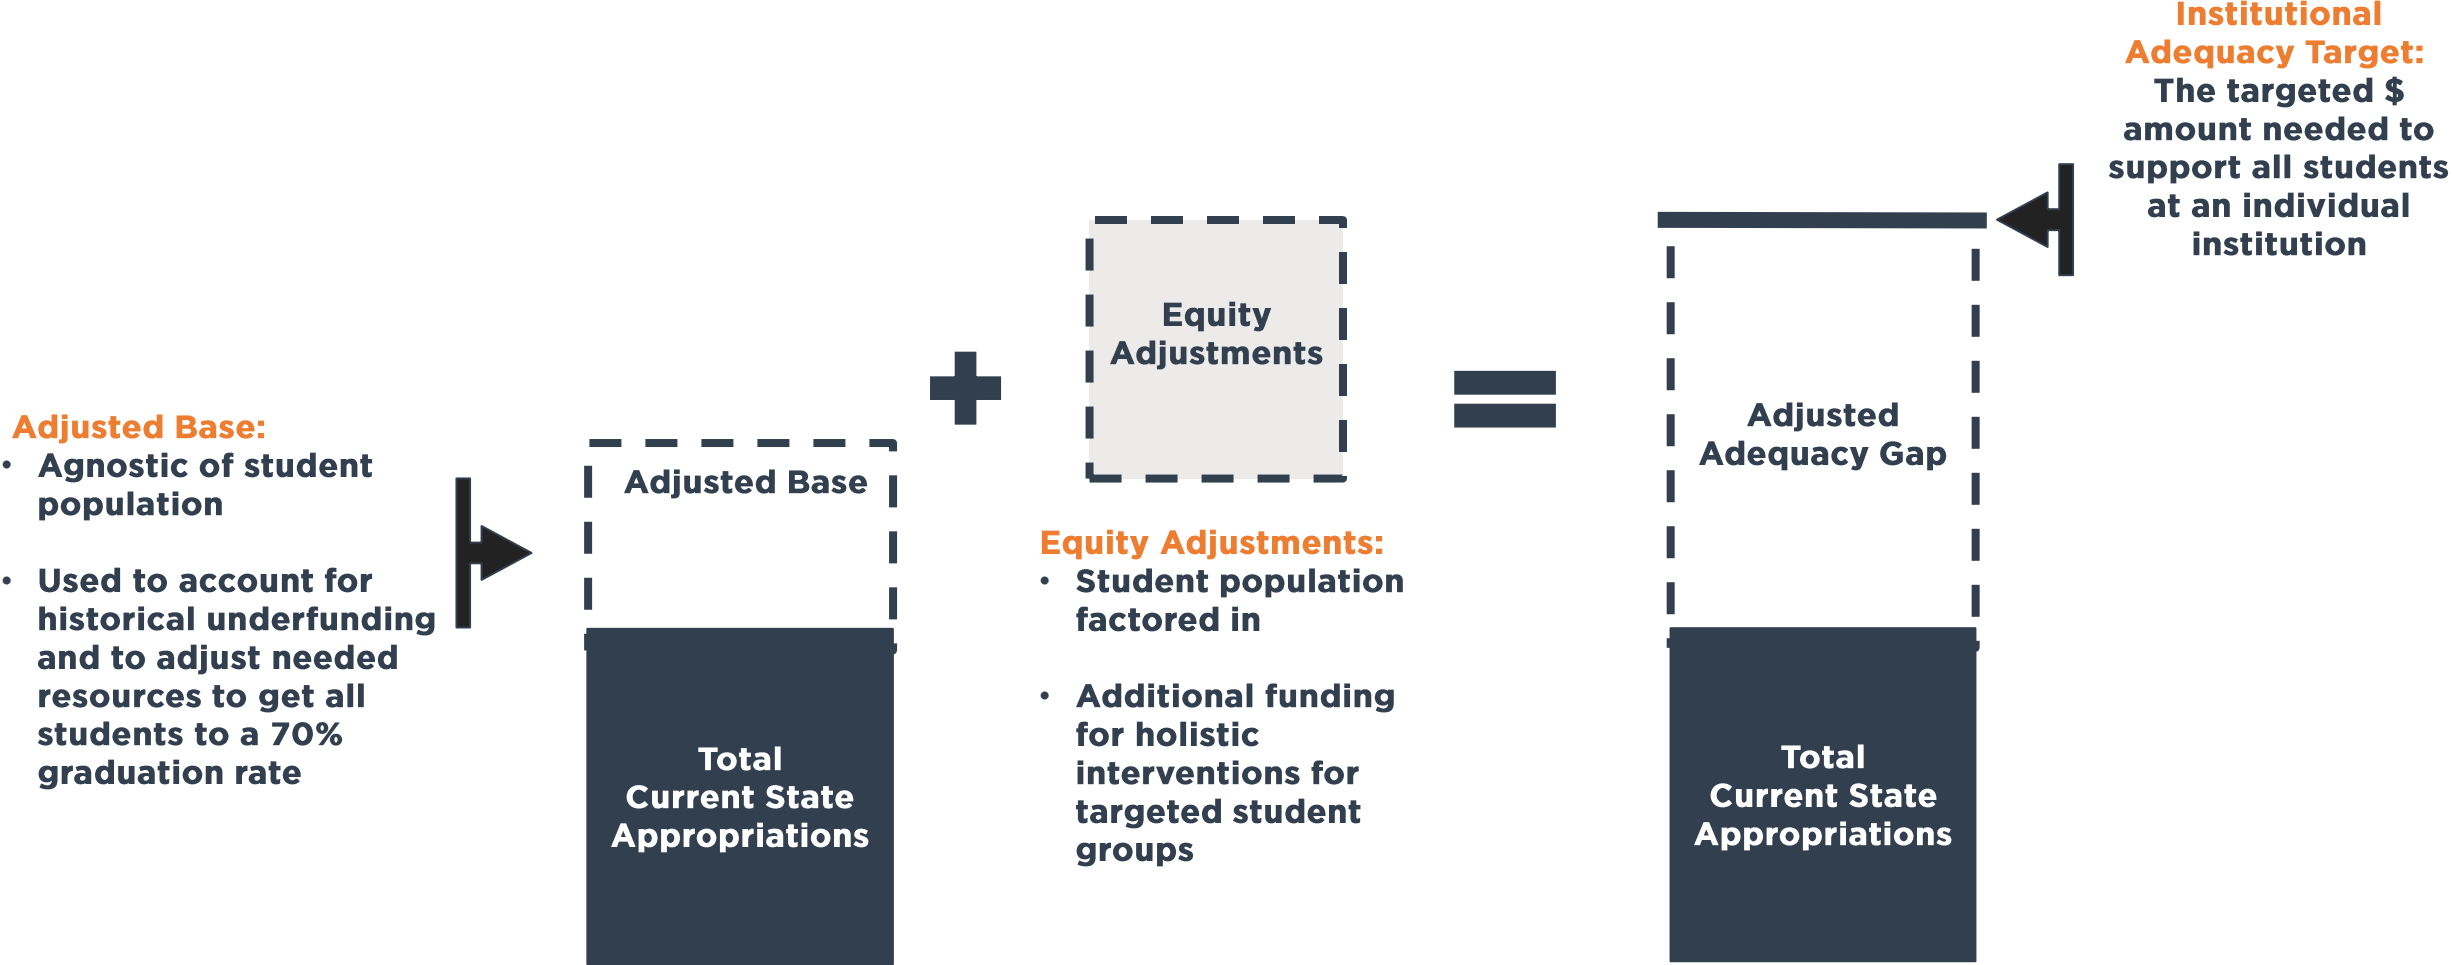 Institutional
Adequacy Target:
The targeted $
amount needed to
support all students
at an individual
institution
Adjusted Base:
• Agnostic of student
population
• Used to account for
historical underfunding
and to adjust needed
resources to get all
students to a 70%
graduation rate
Adjusted Base
Total
Current State
Appropriations
Equity
Adjustments
Equity Adjustments:
• Student population
factored in
• Additional funding
for holistic
interventions for
targeted student
groups
Adjusted
Adequacy Gap
Total
Current State
Appropriations